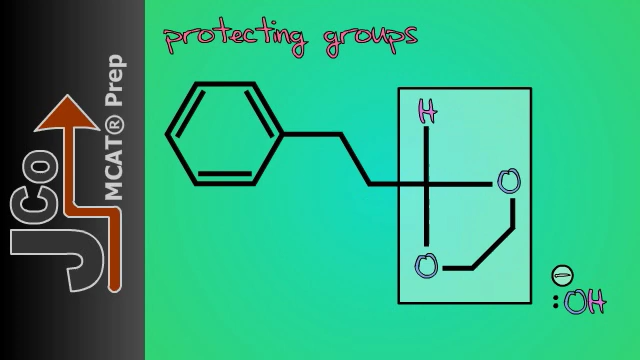 protecting groups
JCo
MCAT® Prep
H
O
O
−
:OH